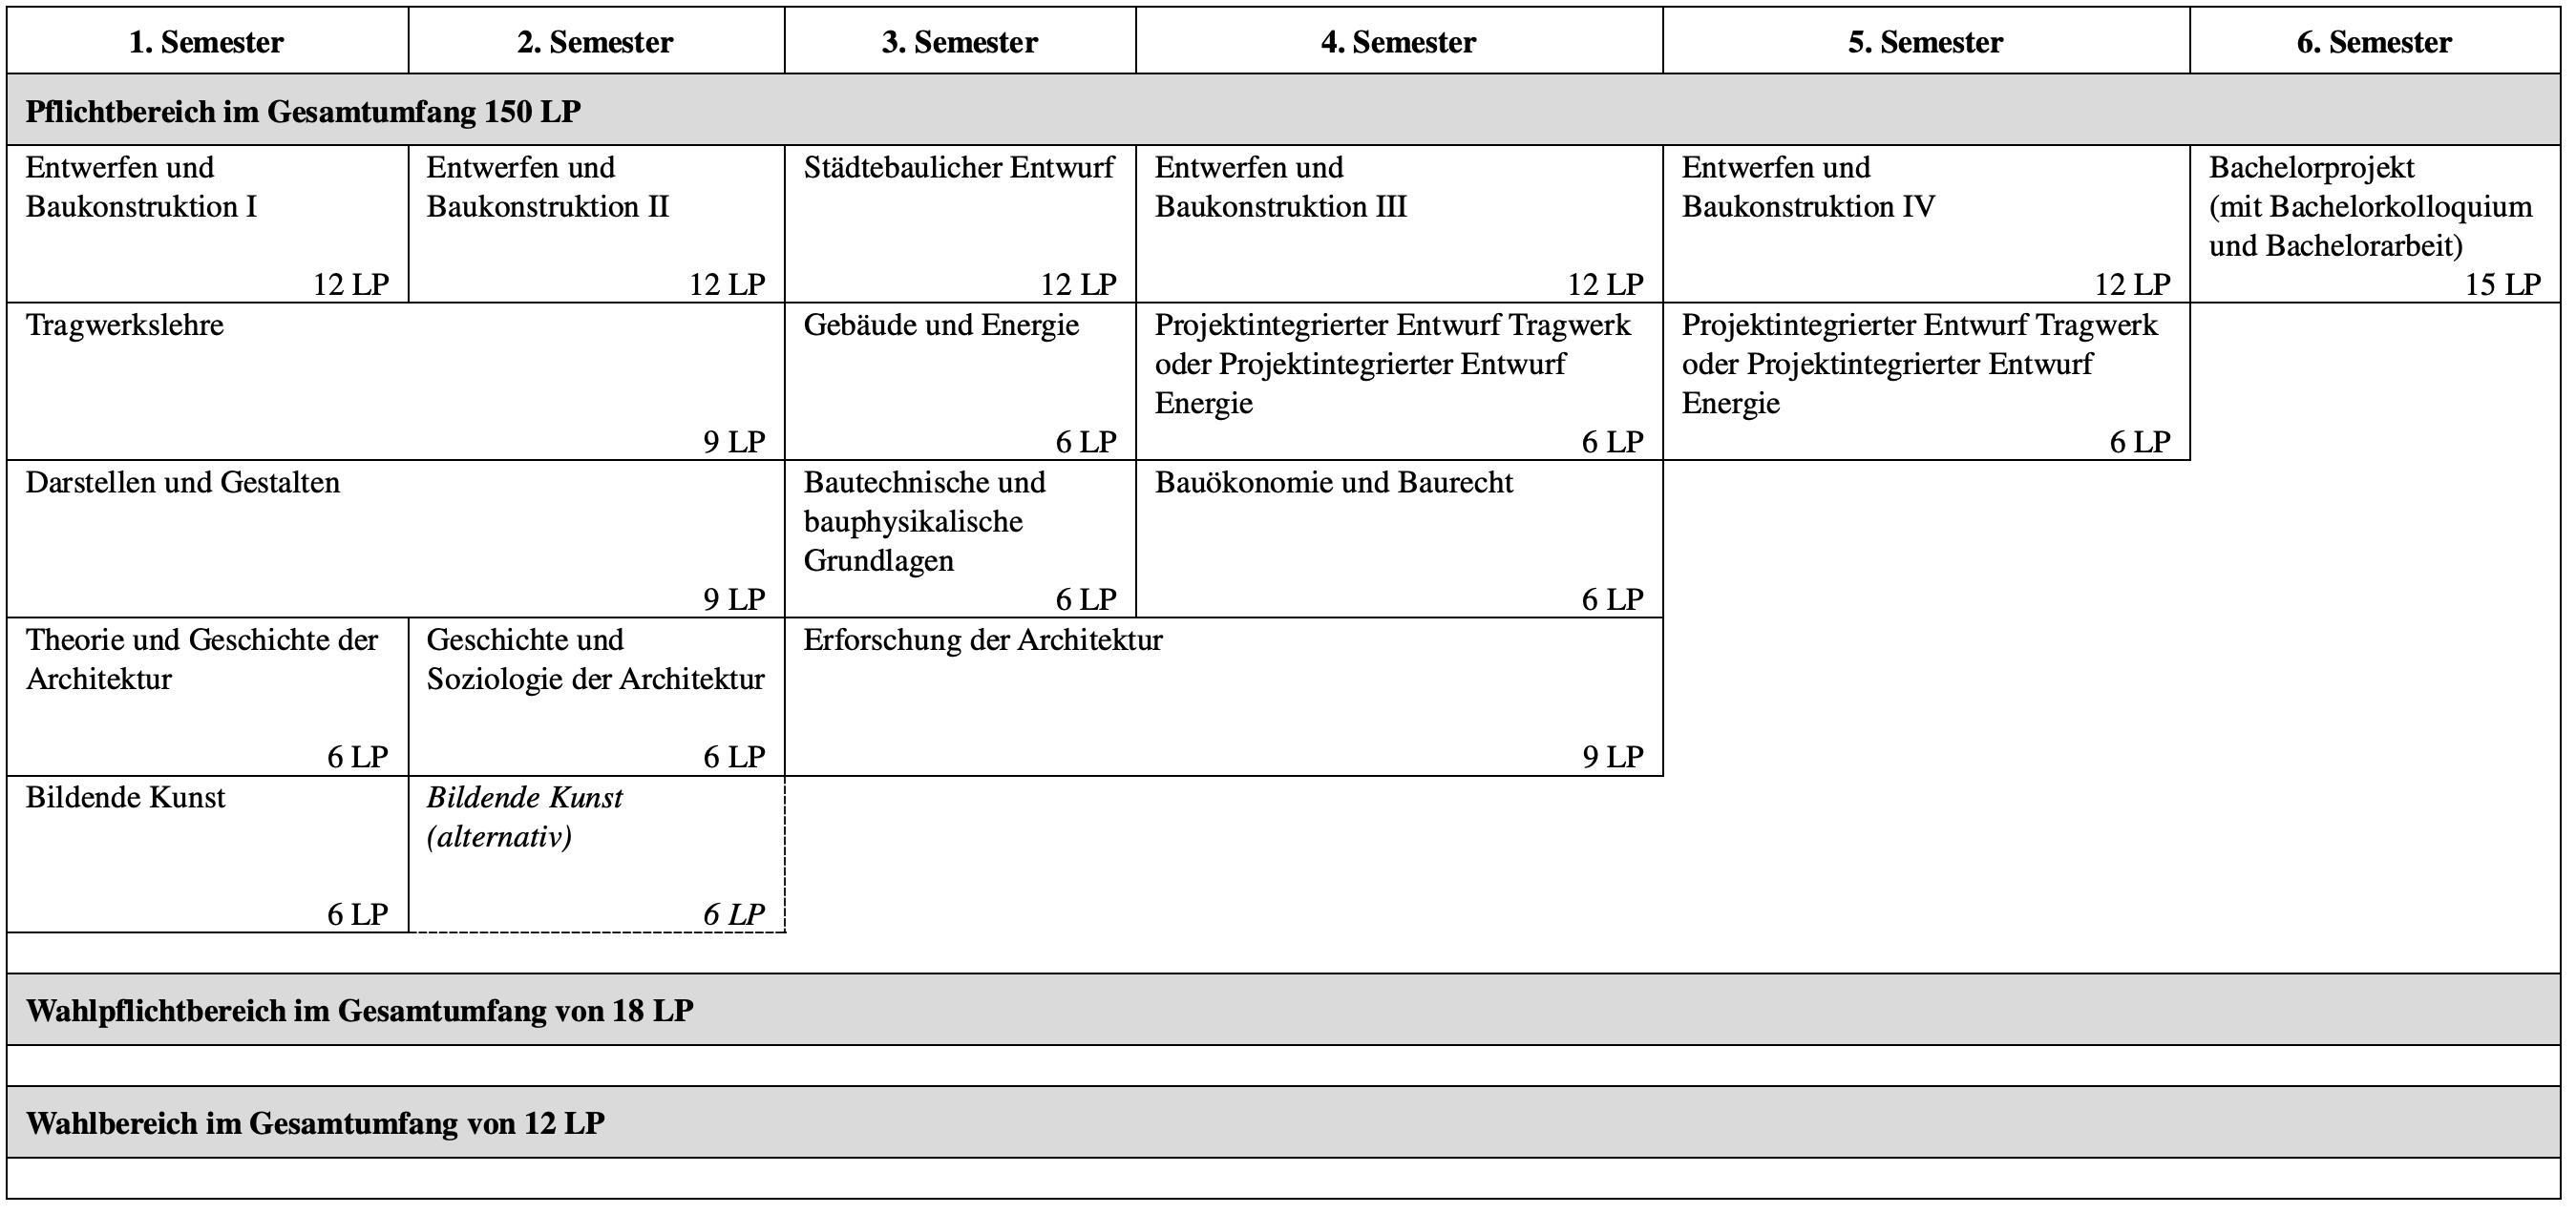 1. Semester
2. Semester
3. Semester
4. Semester
5. Semester
6. Semester
Pflichtbereich im Gesamtumfang 150 LP
Entwerfen und
Baukonstruktion I
12 LP
Entwerfen und
Baukonstruktion II
12 LP
Städtebaulicher Entwurf
12 LP
Entwerfen und
Baukonstruktion III
12 LP
Entwerfen und
Baukonstruktion IV
12 LP
Bachelorprojekt
(mit Bachelorkolloquium
und Bachelorarbeit)
15 LP
Tragwerkslehre
9 LP
Gebäude und Energie
6 LP
Projektintegrierter Entwurf Tragwerk
oder Projektintegrierter Entwurf
Energie
6 LP
Projektintegrierter Entwurf Tragwerk
oder Projektintegrierter Entwurf
Energie
6 LP
Darstellen und Gestalten
9 LP
Bautechnische und
bauphysikalische
Grundlagen
6 LP
Bauökonomie und Baurecht
6 LP
Theorie und Geschichte der
Architektur
6 LP
Geschichte und
Soziologie der Architektur
6 LP
Erforschung der Architektur
9 LP
Bildende Kunst
6 LP
Bildende Kunst
(alternativ)
6 LP
Wahlpflichtbereich im Gesamtumfang von 18 LP
Wahlbereich im Gesamtumfang von 12 LP